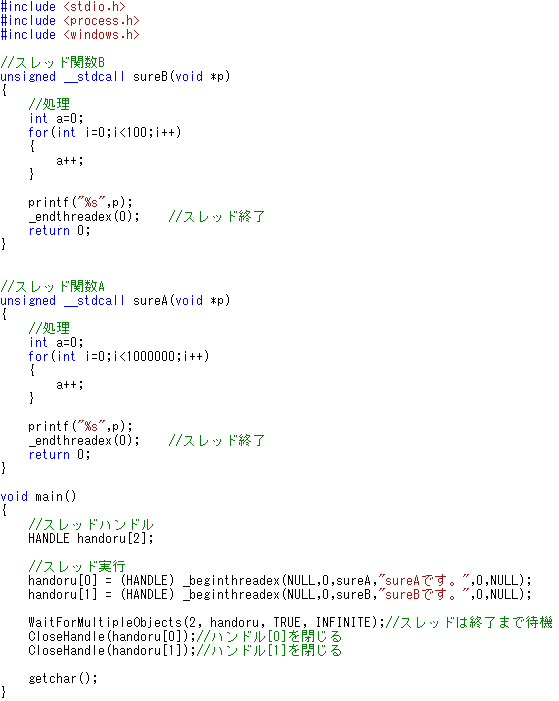 #include <stdio.h>
#include <process.h>
#include <windows.h>

//スレッド関数B
unsigned __stdcall sureB(void *p)
{
    //処理
    int a=0;
    for(int i=0;i<100;i++)
    {
        a++;
    }

    printf("%s",p);
    _endthreadex(0);    //スレッド終了
    return 0;
}


//スレッド関数A
unsigned __stdcall sureA(void *p)
{
    //処理
    int a=0;
    for(int i=0;i<1000000;i++)
    {
        a++;
    }

    printf("%s",p);
    _endthreadex(0);    //スレッド終了
    return 0;
}

void main()
{
    //スレッドハンドル
    HANDLE handoru[2];

    //スレッド実行
    handoru[0] = (HANDLE) _beginthreadex(NULL,0,sureA,"sureAです。",0,NULL);
    handoru[1] = (HANDLE) _beginthreadex(NULL,0,sureB,"sureBです。",0,NULL);

    WaitForMultipleObjects(2, handoru, TRUE, INFINITE);//スレッドは終了まで待機
    CloseHandle(handoru[0]);//ハンドル[0]を閉じる
    CloseHandle(handoru[1]);//ハンドル[1]を閉じる

    getchar();
}